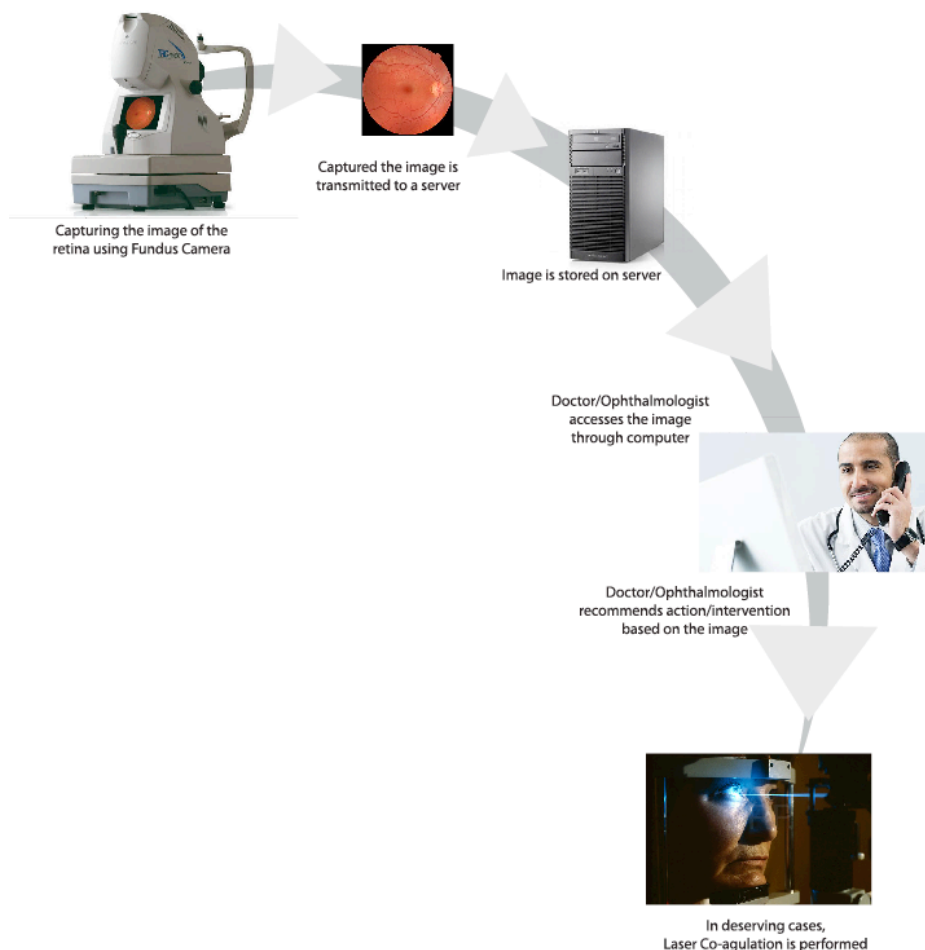 Capturing the image of the
retina using Fundus Camera
Captured the image is
transmitted to a server
Image is stored on server
Doctor/Ophthalmologist
accesses the image
through computer
Doctor/Ophthalmologist
recommends action/intervention
based on the image
In deserving cases,
Laser Co-agulation is performed